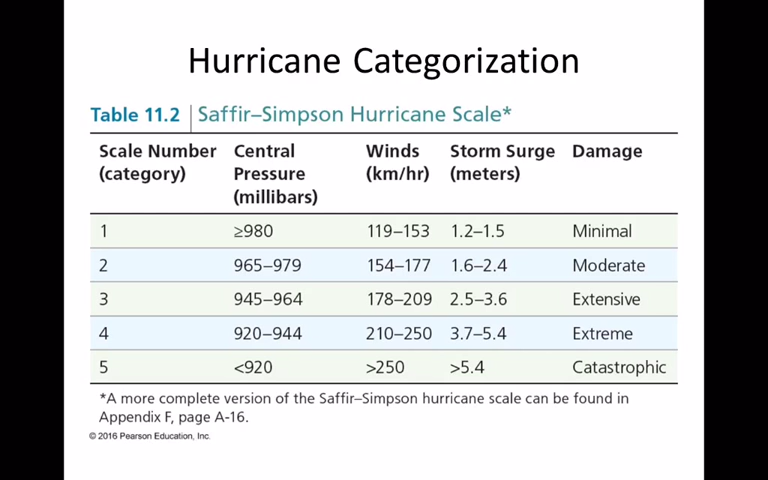 Hurricane Categorization
Table 11.2 Saffir–Simpson Hurricane Scale*
Scale Number (category) Central Pressure (millibars) Winds (km/hr) Storm Surge (meters) Damage
1 ≥980 119–153 1.2–1.5 Minimal
2 965–979 154–177 1.6–2.4 Moderate
3 945–964 178–209 2.5–3.6 Extensive
4 920–944 210–250 3.7–5.4 Extreme
5 <920 >250 >5.4 Catastrophic
*A more complete version of the Saffir–Simpson hurricane scale can be found in
Appendix F, page A-16.
© 2016 Pearson Education, Inc.